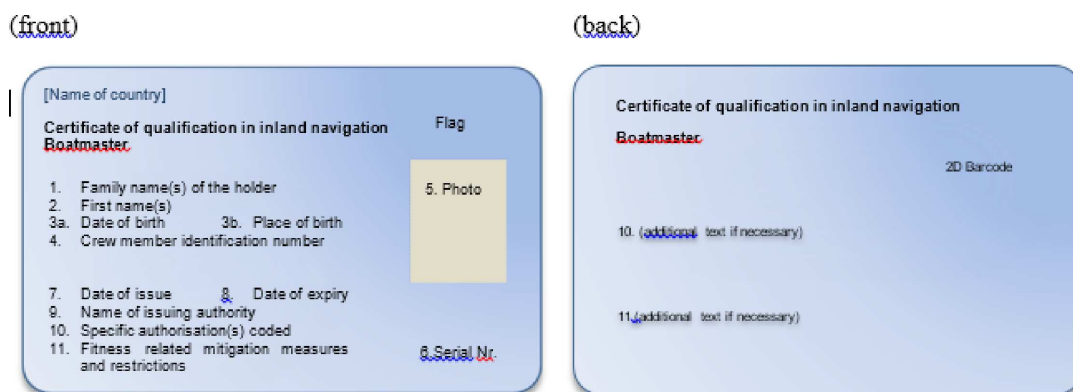 (front)
[Name of country]
Certificate of qualification in inland navigation
Boatmaster
Flag
1. Family name(s) of the holder
2. First name(s)
3a. Date of birth 3b. Place of birth
4. Crew member identification number
5. Photo
7. Date of issue 8. Date of expiry
9. Name of issuing authority
10. Specific authorisation(s) coded
11. Fitness related mitigation measures
and restrictions
6.Serial Nr.
(back)
Certificate of qualification in inland navigation
Boatmaster
2D Barcode
10. (additional text if necessary)
11.(additional text if necessary)